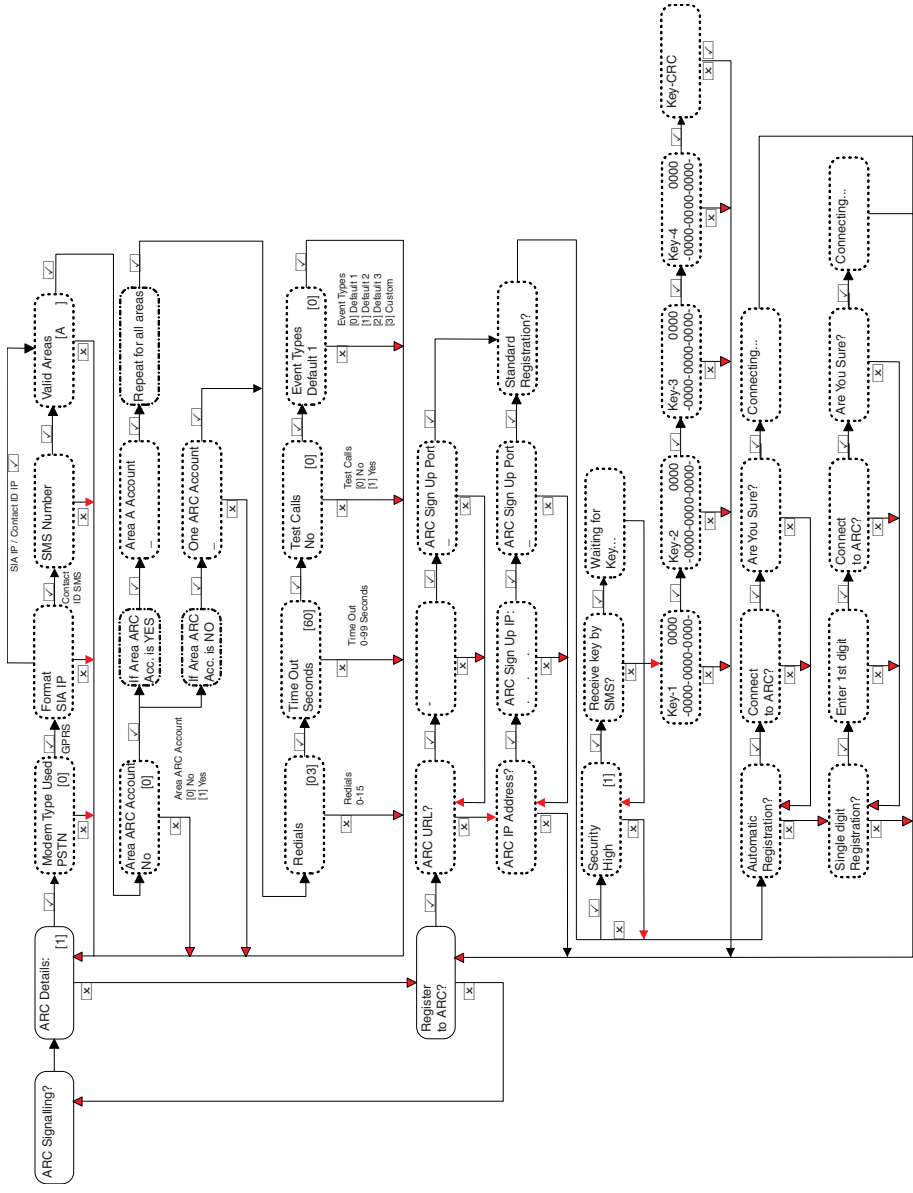 ARC Signalling?
ARC Details:
[1]
Modem Type Used
PSTN [0]
GPRS
Format
SIA IP
Contact
ID SMS
SIA IP / Contact ID IP
SMS Number
Valid Areas
[A ]
Area ARC Account
No [0]
Area ARC Account
[0] No
[1] Yes
If Area ARC
Acc. is YES
Area A Account
_
Repeat for all areas
If Area ARC
Acc. is NO
One ARC Account
_
Redials
[03]
Redials
0-15
Time Out [60]
Seconds
Time Out
0-99 Seconds
Test Calls [0]
No
Test Calls
[0] No
[1] Yes
Event Types [0]
Default 1
Event Types
[0] Default 1
[1] Default 2
[2] Default 3
[3] Custom
Register
to ARC?
ARC URL?
-
ARC Sign Up Port
_
ARC IP Address?
ARC Sign Up IP:
. . .
ARC Sign Up Port
_
Standard
Registration?
Security [1]
High
Receive key by
SMS?
Waiting for
Key...
Key-1 0000
-0000-0000-0000-
Key-2 0000
-0000-0000-0000-
Key-3 0000
-0000-0000-0000-
Key-4 0000
-0000-0000-0000-
Key-CRC
Automatic
Registration?
Connect
to ARC?
Are You Sure?
Connecting...
Single digit
Registration?
Enter 1st digit
Connect
to ARC?
Are You Sure?
Connecting...